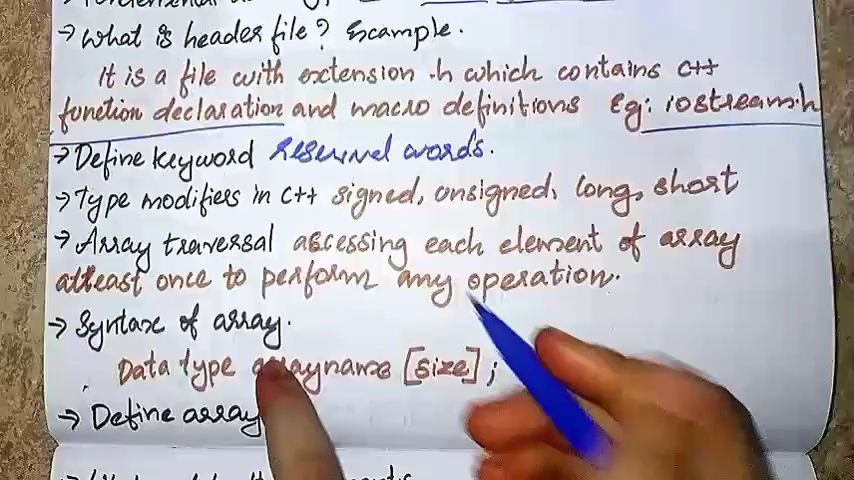 → What is header file? Example.
It is a file with extension .h which contains C++
function declaration and macro definitions Eg: iostream.h
→ Define keyword reserved words.
→ Type modifiers in C++ signed, unsigned, long, short
→ Array traversal accessing each element of array
atleast once to perform any operation.
→ Syntax of array.
Data type arrayname [size];
→ Define array